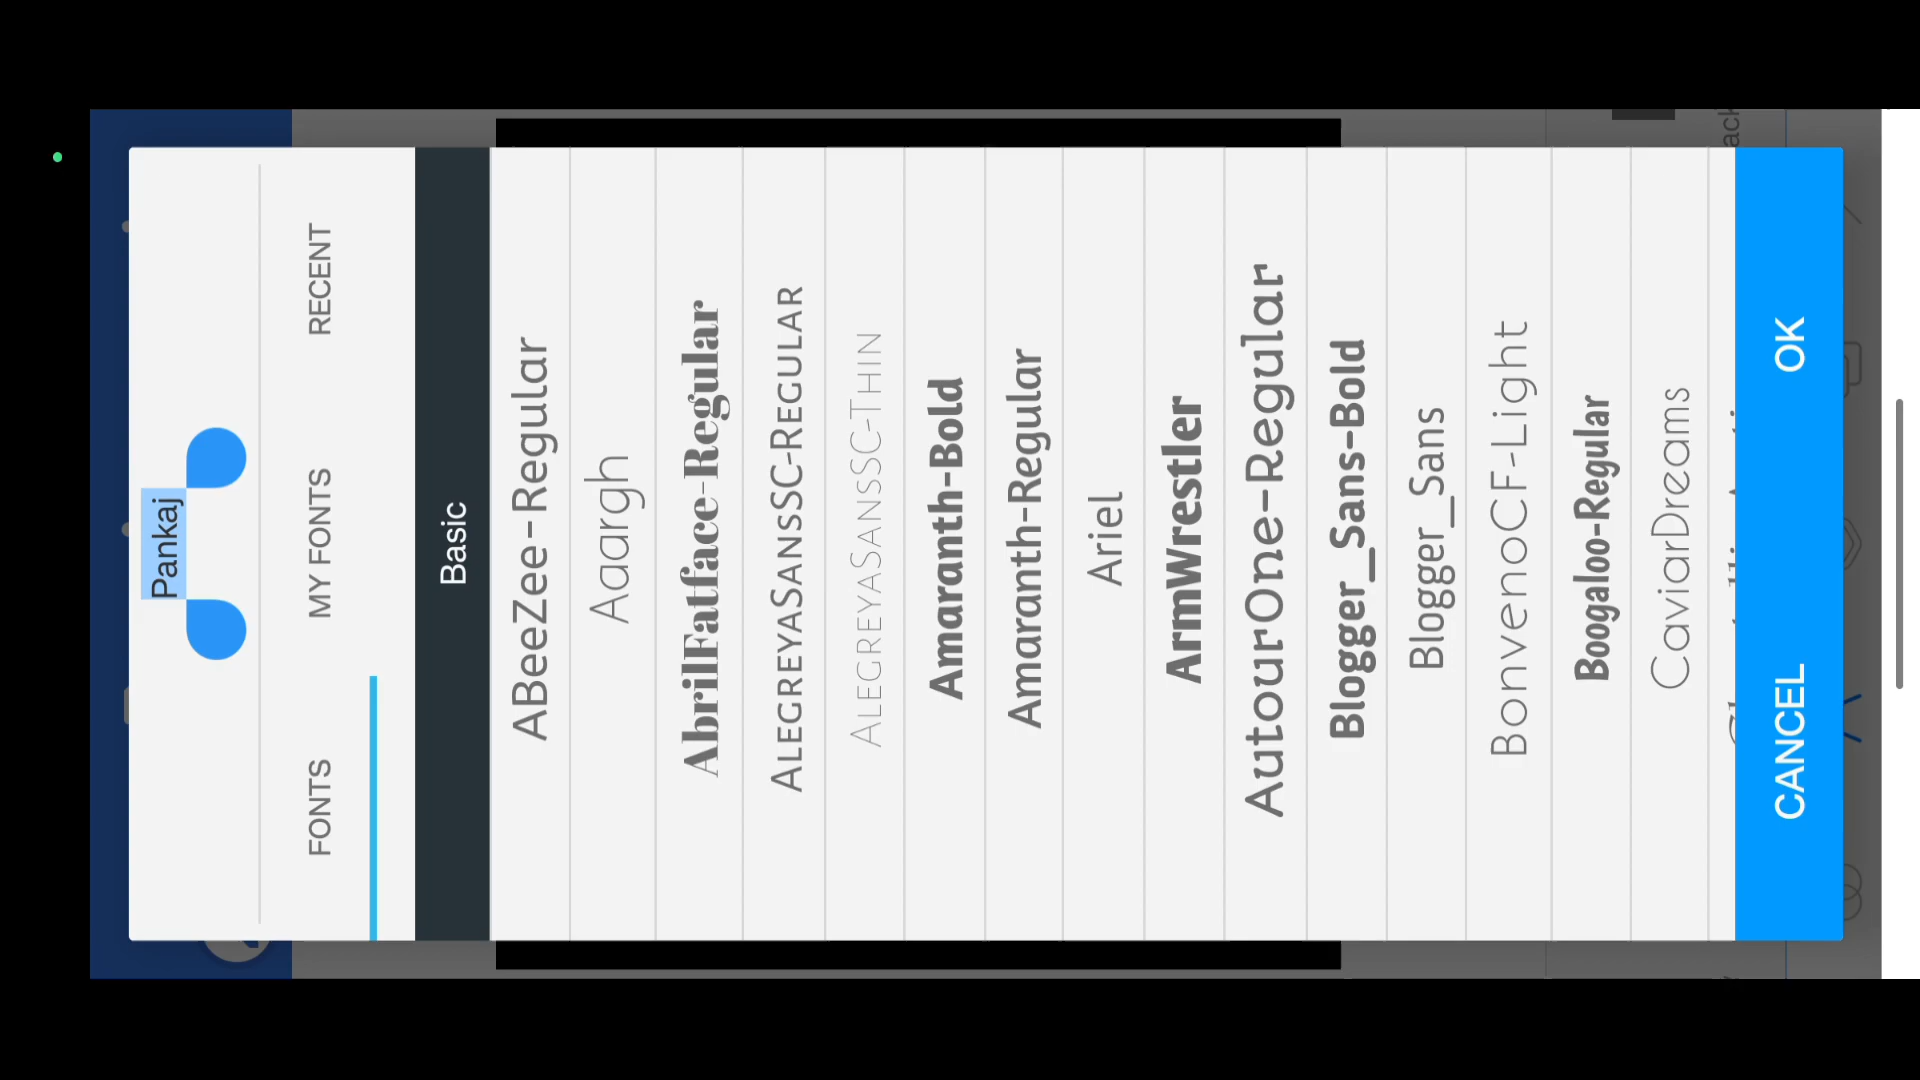 Pankaj
FONTS MY FONTS RECENT
Basic
ABeeZee-Regular
Aargh
AbrilFatface-Regular
AlegreyaSansSC-Regular
AlegreyaSansSC-Thin
Amaranth-Bold
Amaranth-Regular
Ariel
ArmWrestler
AutourOne-Regular
Blogger_Sans-Bold
Blogger_Sans
BonvenoCF-Light
Boogaloo-Regular
CaviarDreams
CANCEL OK